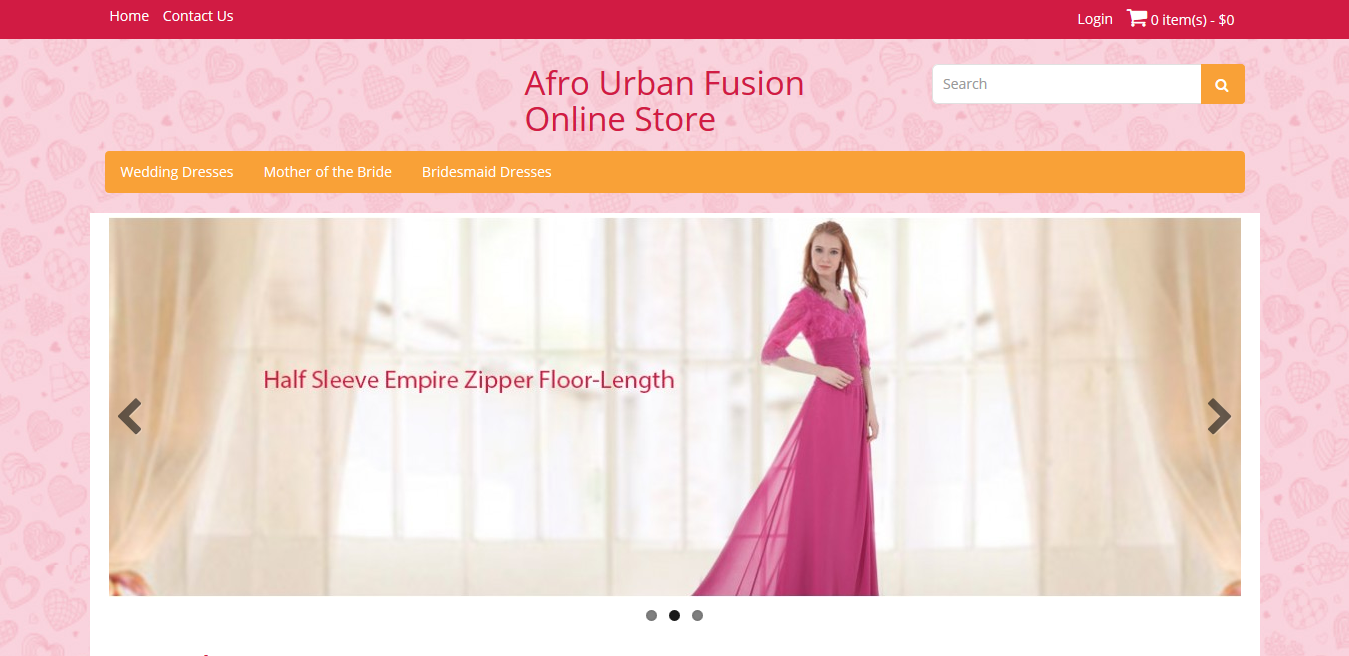 Home Contact Us
Login 0 item(s) - $0
Afro Urban Fusion
Online Store
Search
Wedding Dresses Mother of the Bride Bridesmaid Dresses
Half Sleeve Empire Zipper Floor-Length